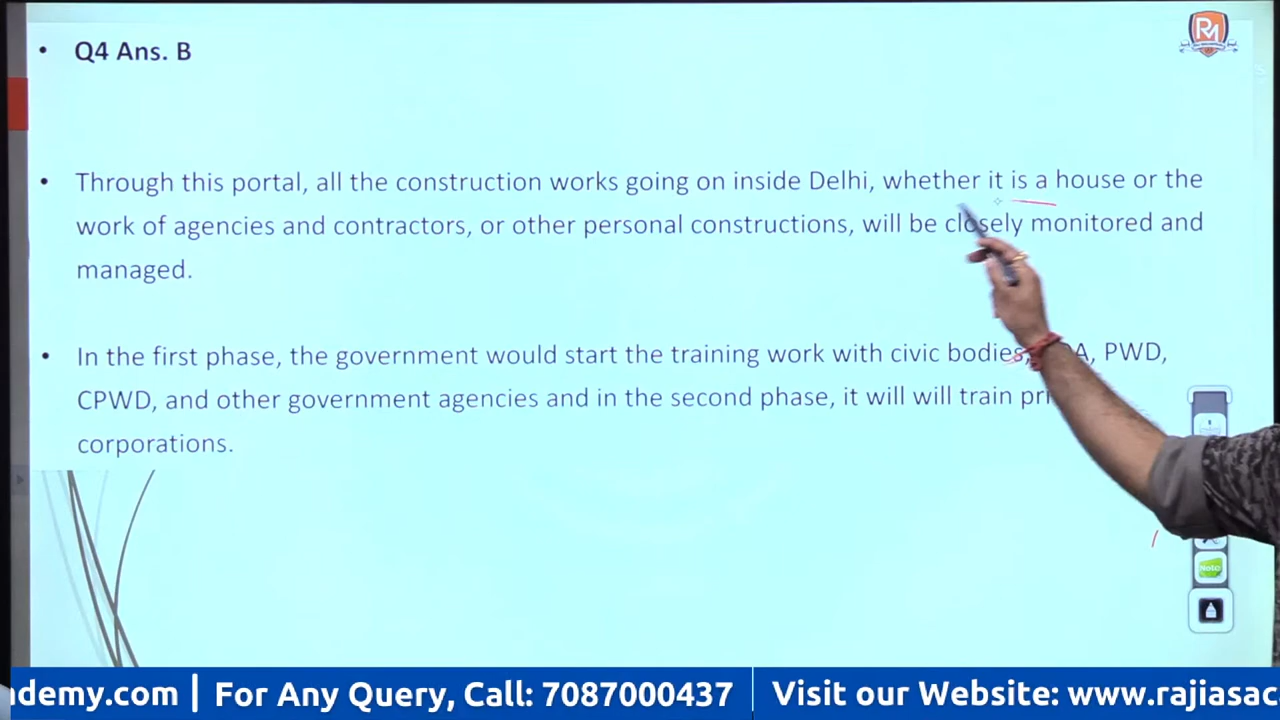 • Q4 Ans. B
• Through this portal, all the construction works going on inside Delhi, whether it is a house or the
work of agencies and contractors, or other personal constructions, will be closely monitored and
managed.
• In the first phase, the government would start the training work with civic bodies, PWD,
CPWD, and other government agencies and in the second phase, it will will train
corporations.
RM
Note
ademy.com | For Any Query, Call: 7087000437 | Visit our Website: www.rajiasac